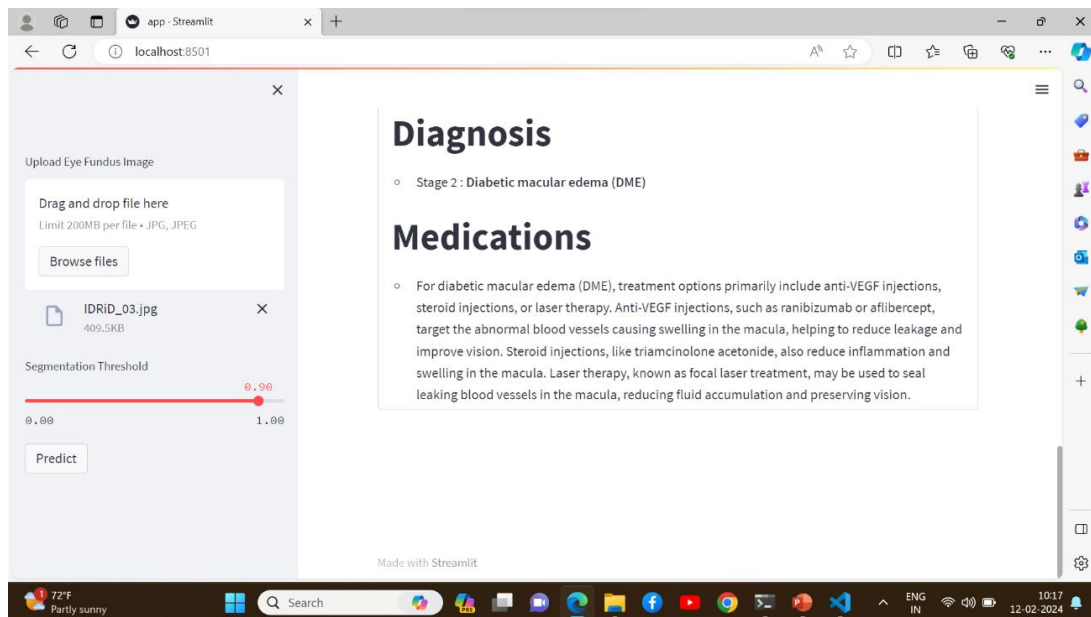 app · Streamlit
localhost:8501
Upload Eye Fundus Image
Drag and drop file here
Limit 200MB per file • JPG, JPEG
Browse files
IDRiD_03.jpg
409.5KB
Segmentation Threshold
0.90
0.00 1.00
Predict
Diagnosis
Stage 2 : Diabetic macular edema (DME)
Medications
For diabetic macular edema (DME), treatment options primarily include anti-VEGF injections,
steroid injections, or laser therapy. Anti-VEGF injections, such as ranibizumab or aflibercept,
target the abnormal blood vessels causing swelling in the macula, helping to reduce leakage and
improve vision. Steroid injections, like triamcinolone acetonide, also reduce inflammation and
swelling in the macula. Laser therapy, known as focal laser treatment, may be used to seal
leaking blood vessels in the macula, reducing fluid accumulation and preserving vision.
Made with Streamlit
1
72°F
Partly sunny
Search
PRE
ENG
IN
10:17
12-02-2024